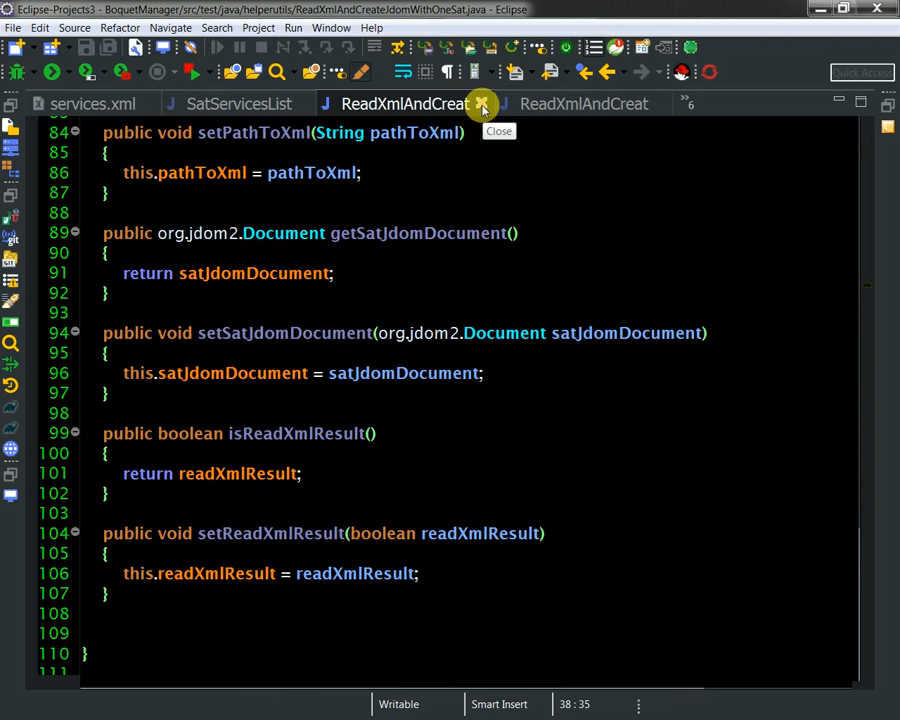 Eclipse-Projects3 - BoquetManager/src/test/java/helperutils/ReadXmlAndCreateJdomWithOneSat.java - Eclipse
File Edit Source Refactor Navigate Search Project Run Window Help
Quick Access
services.xml SatServicesList ReadXmlAndCreat ReadXmlAndCreat »6
Close
84 public void setPathToXml(String pathToXml)
85 {
86 this.pathToXml = pathToXml;
87 }
88
89 public org.jdom2.Document getSatJdomDocument()
90 {
91 return satJdomDocument;
92 }
93
94 public void setSatJdomDocument(org.jdom2.Document satJdomDocument)
95 {
96 this.satJdomDocument = satJdomDocument;
97 }
98
99 public boolean isReadXmlResult()
100 {
101 return readXmlResult;
102 }
103
104 public void setReadXmlResult(boolean readXmlResult)
105 {
106 this.readXmlResult = readXmlResult;
107 }
108
109
110 }
111
Writable Smart Insert 38 : 35